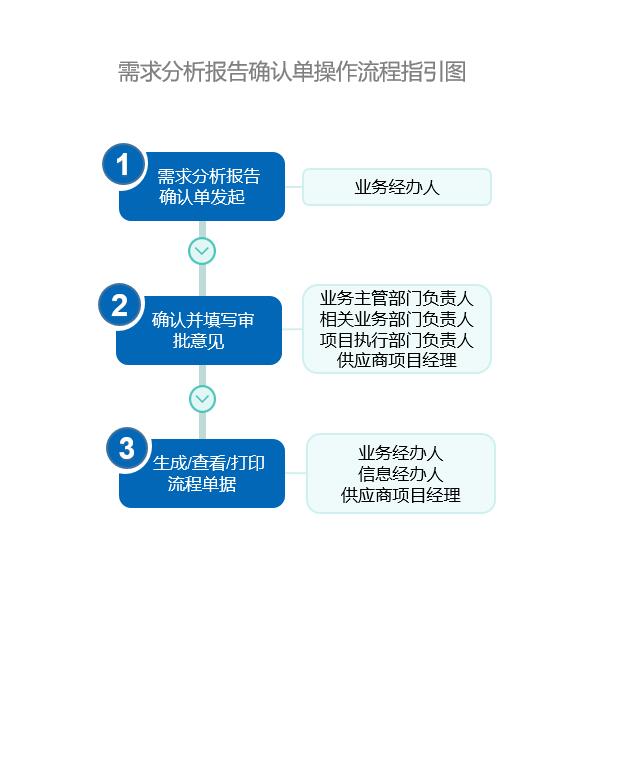 需求分析报告确认单操作流程指引图
1
需求分析报告
确认单发起
业务经办人
2
确认并填写审
批意见
业务主管部门负责人
相关业务部门负责人
项目执行部门负责人
供应商项目经理
3
生成/查看/打印
流程单据
业务经办人
信息经办人
供应商项目经理